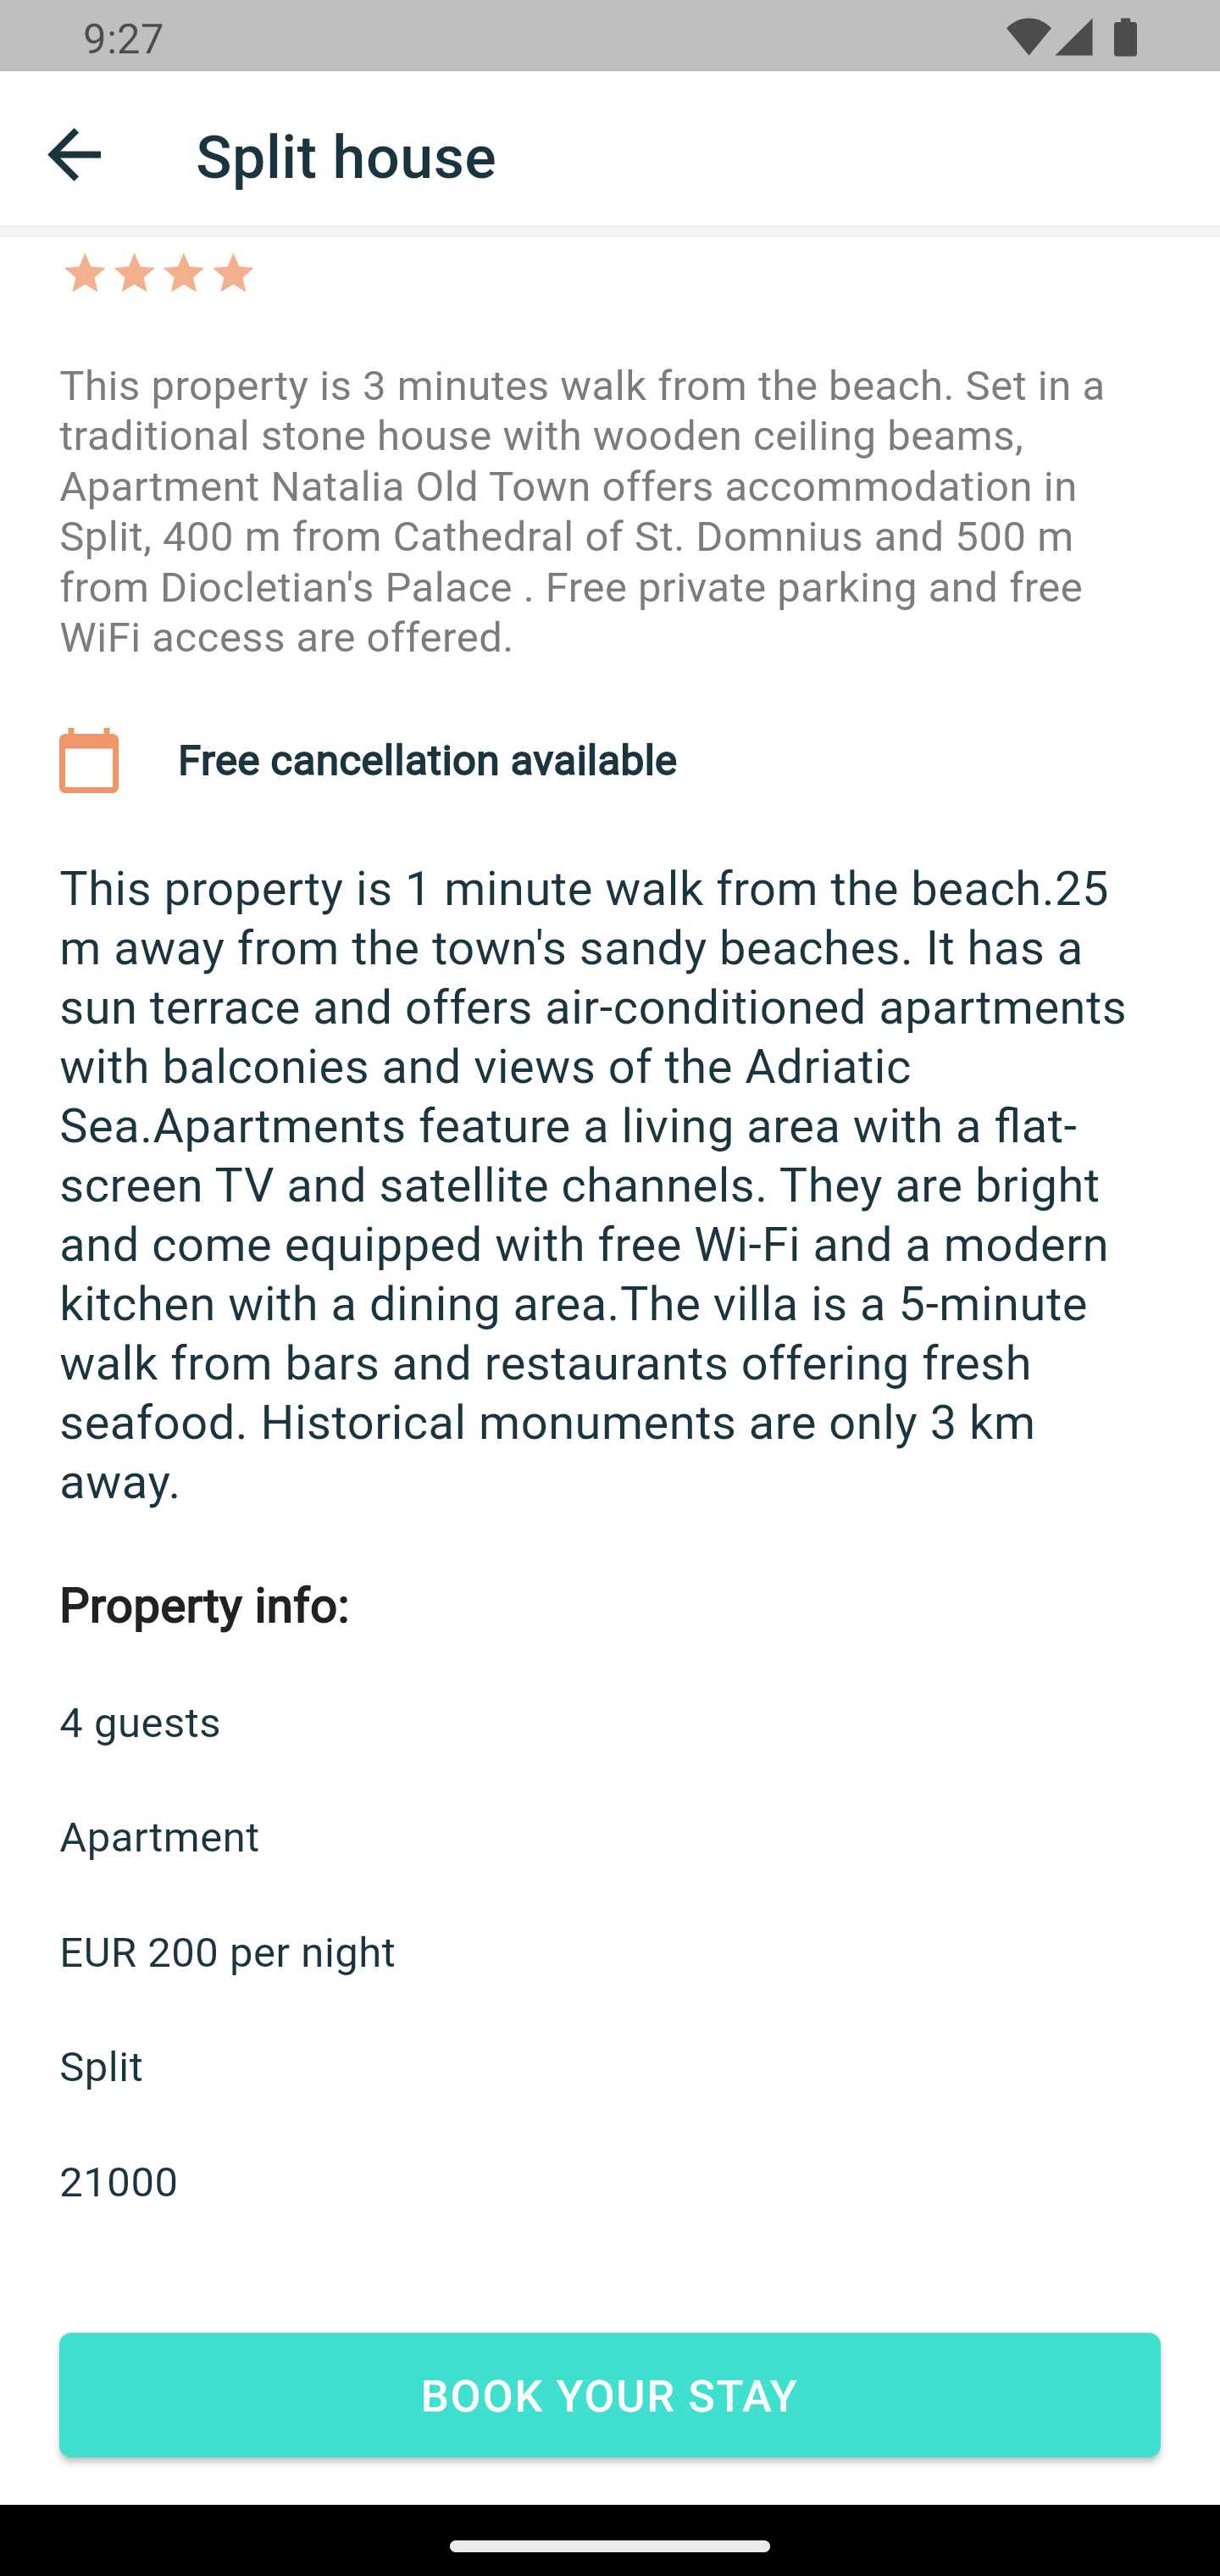 9:27
Split house
This property is 3 minutes walk from the beach. Set in a
traditional stone house with wooden ceiling beams,
Apartment Natalia Old Town offers accommodation in
Split, 400 m from Cathedral of St. Domnius and 500 m
from Diocletian's Palace . Free private parking and free
WiFi access are offered.
Free cancellation available
This property is 1 minute walk from the beach.25
m away from the town's sandy beaches. It has a
sun terrace and offers air-conditioned apartments
with balconies and views of the Adriatic
Sea.Apartments feature a living area with a flat-
screen TV and satellite channels. They are bright
and come equipped with free Wi-Fi and a modern
kitchen with a dining area.The villa is a 5-minute
walk from bars and restaurants offering fresh
seafood. Historical monuments are only 3 km
away.
Property info:
4 guests
Apartment
EUR 200 per night
Split
21000
BOOK YOUR STAY